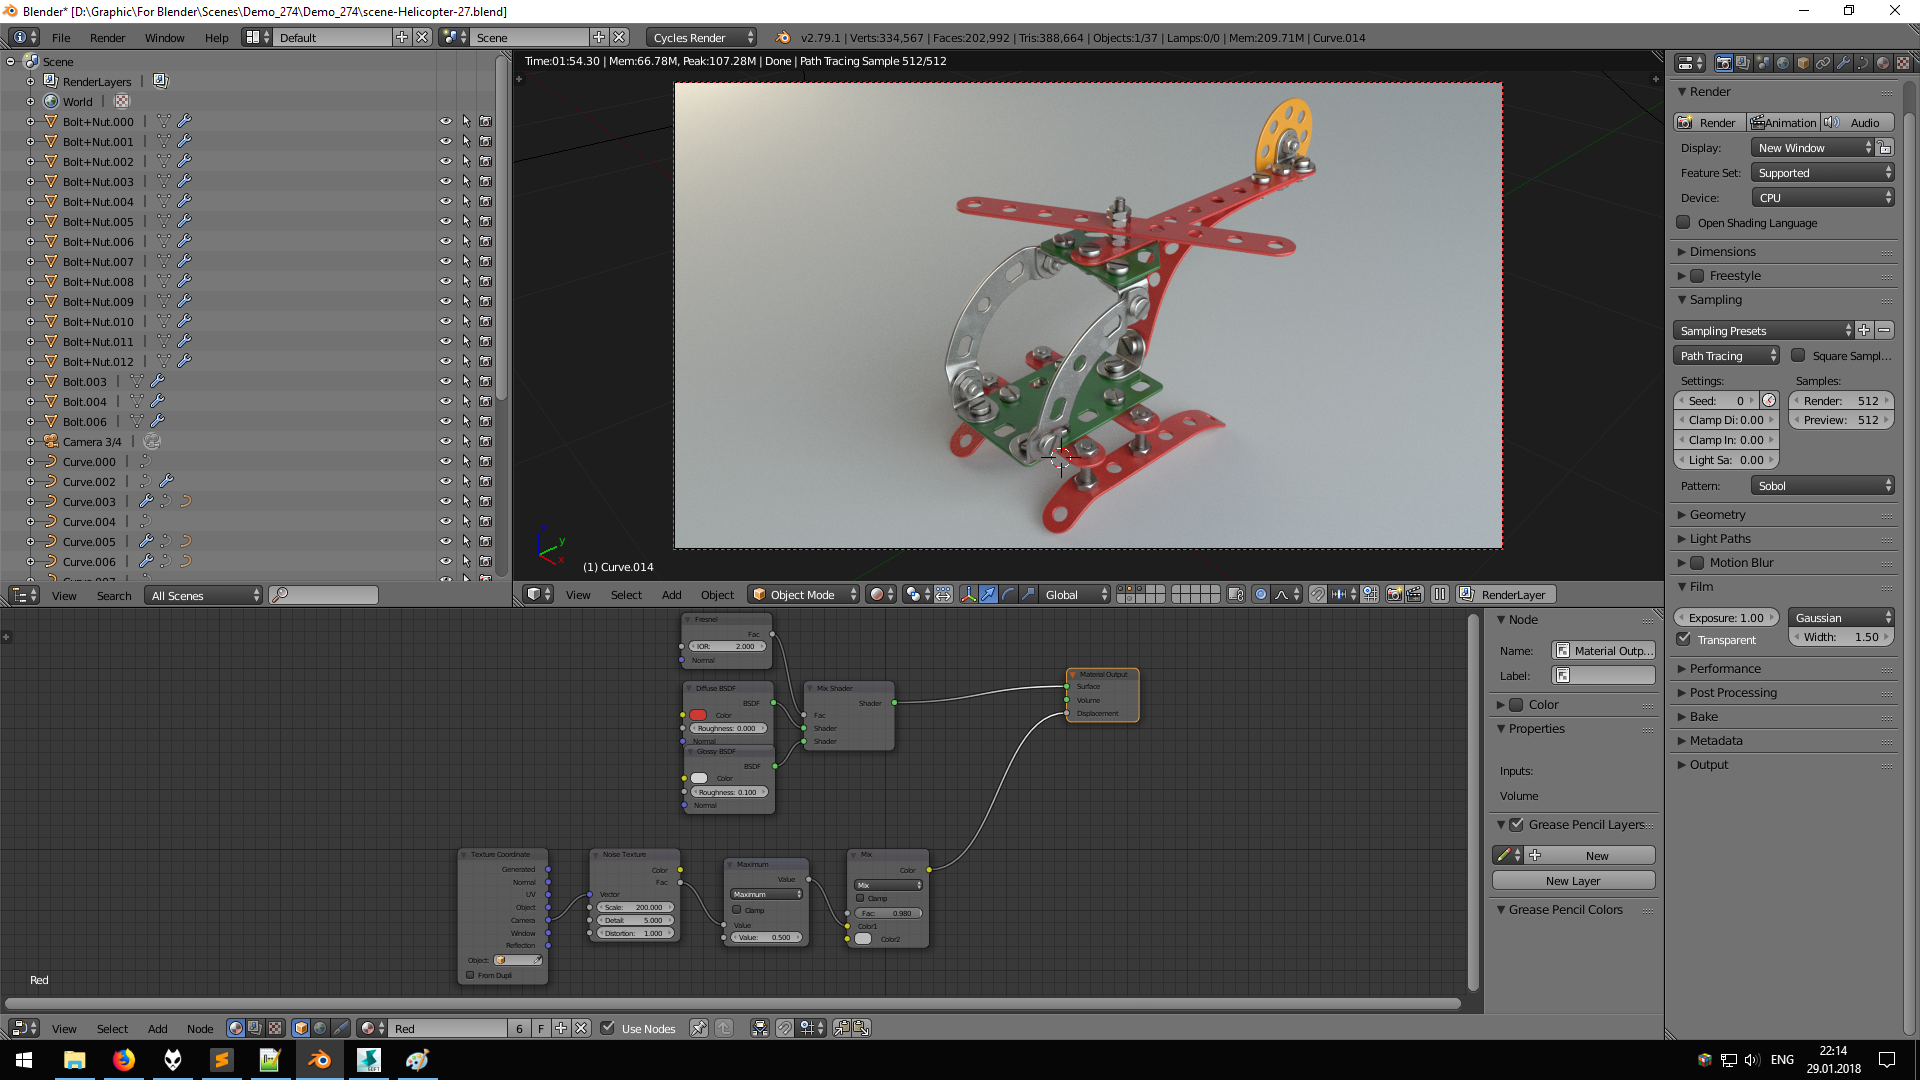 Blender* [D:\Graphic\For Blender\Scenes\Demo_274\Demo_274\scene-Helicopter-27.blend]
File Render Window Help Default Scene Cycles Render v2.79.1 | Verts:334,567 | Faces:202,992 | Tris:388,664 | Objects:1/37 | Lamps:0/0 | Mem:209.71M | Curve.014
Scene
RenderLayers |
World |
Bolt+Nut.000 |
Bolt+Nut.001 |
Bolt+Nut.002 |
Bolt+Nut.003 |
Bolt+Nut.004 |
Bolt+Nut.005 |
Bolt+Nut.006 |
Bolt+Nut.007 |
Bolt+Nut.008 |
Bolt+Nut.009 |
Bolt+Nut.010 |
Bolt+Nut.011 |
Bolt+Nut.012 |
Bolt.003 |
Bolt.004 |
Bolt.006 |
Camera 3/4 |
Curve.000 |
Curve.002 |
Curve.003 |
Curve.004 |
Curve.005 |
Curve.006 |
View Search All Scenes
Time:01:54.30 | Mem:66.78M, Peak:107.28M | Done | Path Tracing Sample 512/512
z
y
x
(1) Curve.014
View Select Add Object Object Mode Global RenderLayer
Render
Render Animation Audio
Display: New Window
Feature Set: Supported
Device: CPU
Open Shading Language
Dimensions
Freestyle
Sampling
Sampling Presets
Path Tracing Square Sampl...
Settings: Samples:
Seed: 0 Render: 512
Clamp Di: 0.00 Preview: 512
Clamp In: 0.00
Light Sa: 0.00
Pattern: Sobol
Geometry
Light Paths
Motion Blur
Film
Exposure: 1.00 Gaussian
Transparent Width: 1.50
Performance
Post Processing
Bake
Metadata
Output
Fresnel
Fac
IOR: 2.000
Normal
Diffuse BSDF
BSDF
Color
Roughness: 0.000
Normal
Glossy BSDF
BSDF
Color
Roughness: 0.100
Normal
Mix Shader
Shader
Fac
Shader
Shader
Material Output
Surface
Volume
Displacement
Texture Coordinate
Generated
Normal
UV
Object
Camera
Window
Reflection
Object:
From Dupli
Noise Texture
Color
Fac
Vector
Scale: 200.000
Detail: 5.000
Distortion: 1.000
Maximum
Value
Maximum
Clamp
Value
Value: 0.500
Mix
Color
Mix
Clamp
Fac: 0.980
Color1
Color2
Red
Node
Name: Material Outp...
Label:
Color
Properties
Inputs:
Volume
Grease Pencil Layers
New
New Layer
Grease Pencil Colors
View Select Add Node Red 6 F Use Nodes
ENG
22:14
29.01.2018